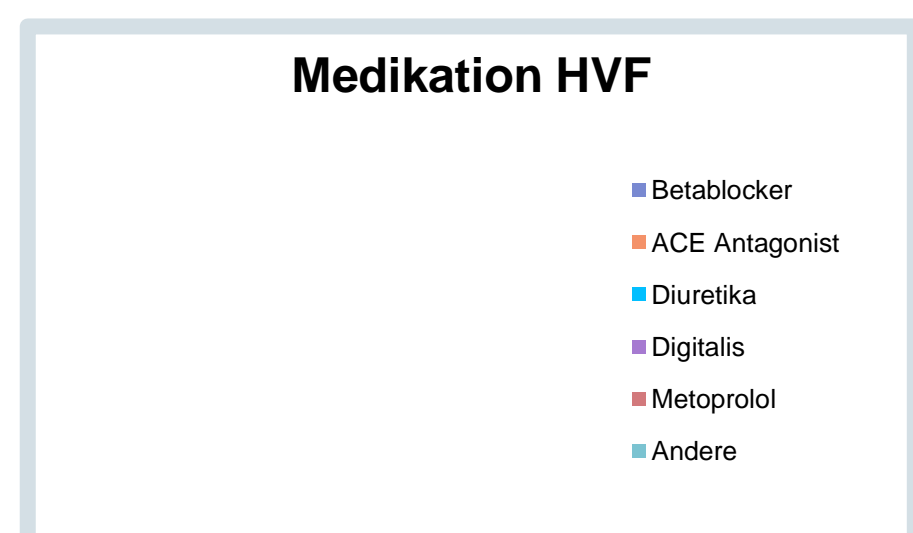 Medikation HVF
Betablocker
ACE Antagonist
Diuretika
Digitalis
Metoprolol
Andere